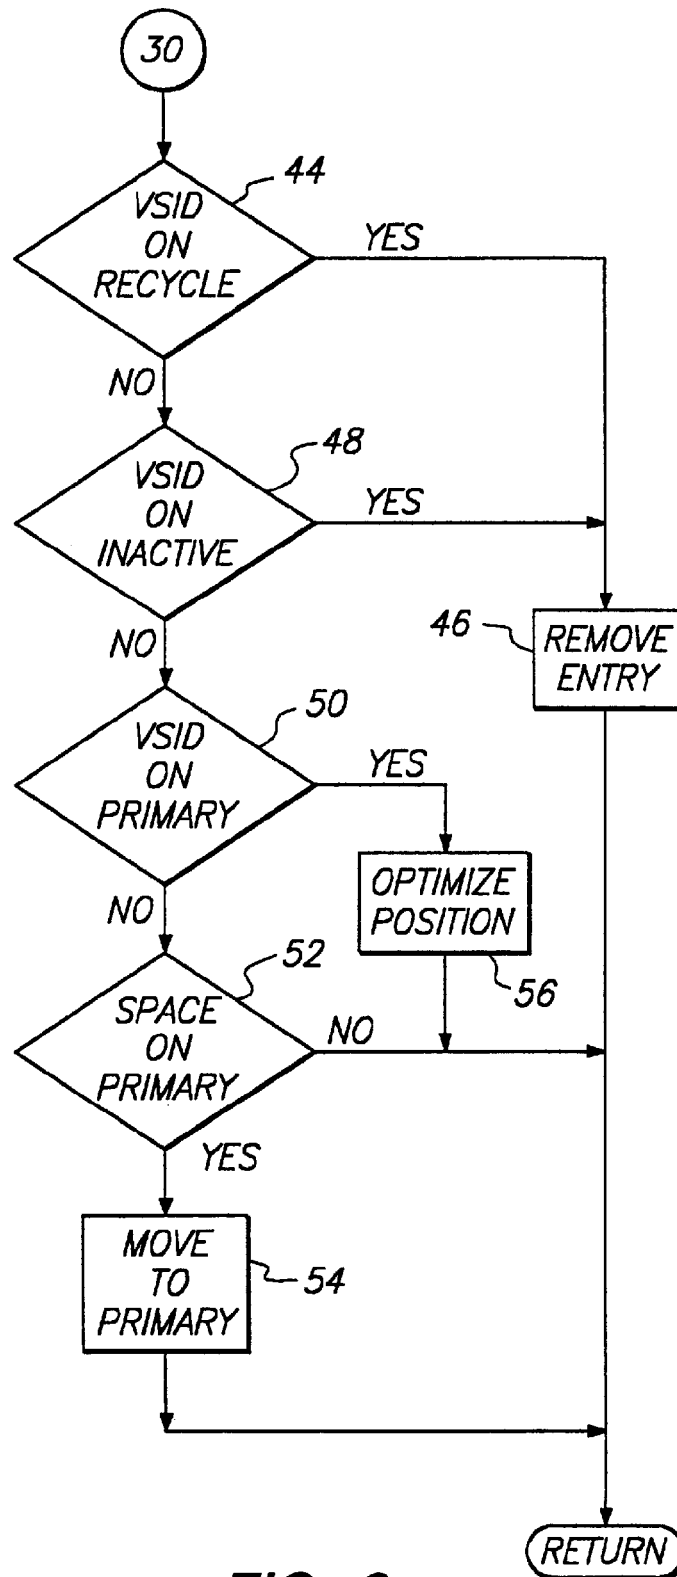 30
44
VSID
ON
RECYCLE
YES
NO
48
VSID
ON
INACTIVE
YES
46
REMOVE
ENTRY
NO
50
VSID
ON
PRIMARY
YES
OPTIMIZE
POSITION
56
NO
52
SPACE
ON
PRIMARY
NO
YES
MOVE
TO
PRIMARY
54
RETURN